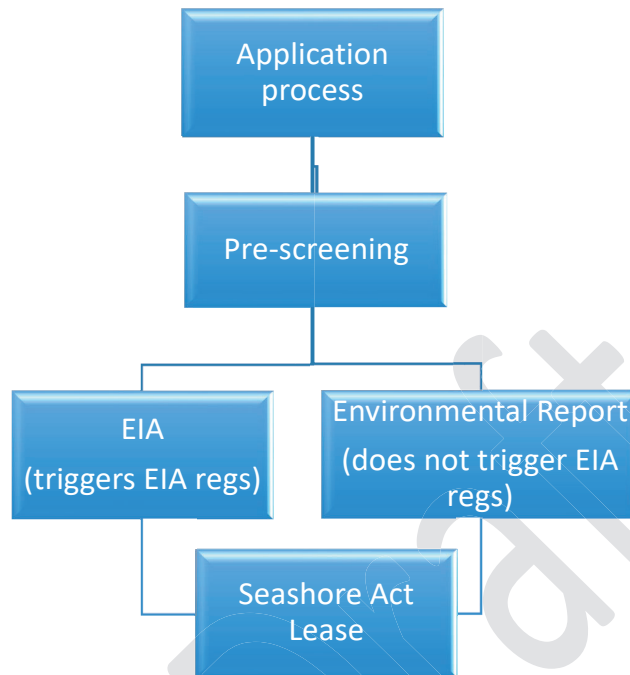 Application
process
Pre-screening
EIA
(triggers EIA regs)
Environmental Report
(does not trigger EIA
regs)
Seashore Act
Lease